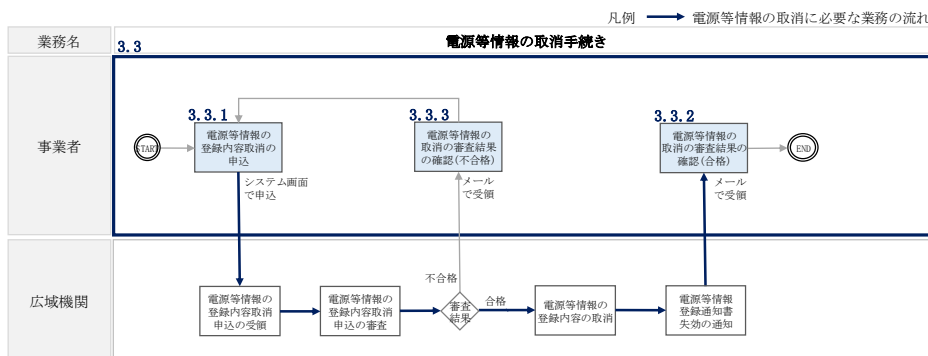 凡例 電源等情報の取消に必要な業務の流れ
業務名
3.3
電源等情報の取消手続き
事業者
START
3.3.1
電源等情報の
登録内容取消の
申込
システム画面
で申込
3.3.3
電源等情報の
取消の審査結果
の確認(不合格)
メール
で受領
3.3.2
電源等情報の
取消の審査結果の
確認(合格)
メール
で受領
END
広域機関
電源等情報の
登録内容取消
申込の受領
電源等情報の
登録内容取消
申込の審査
不合格
審査
結果
合格
電源等情報の
登録内容の取消
電源等情報
登録通知書
失効の通知